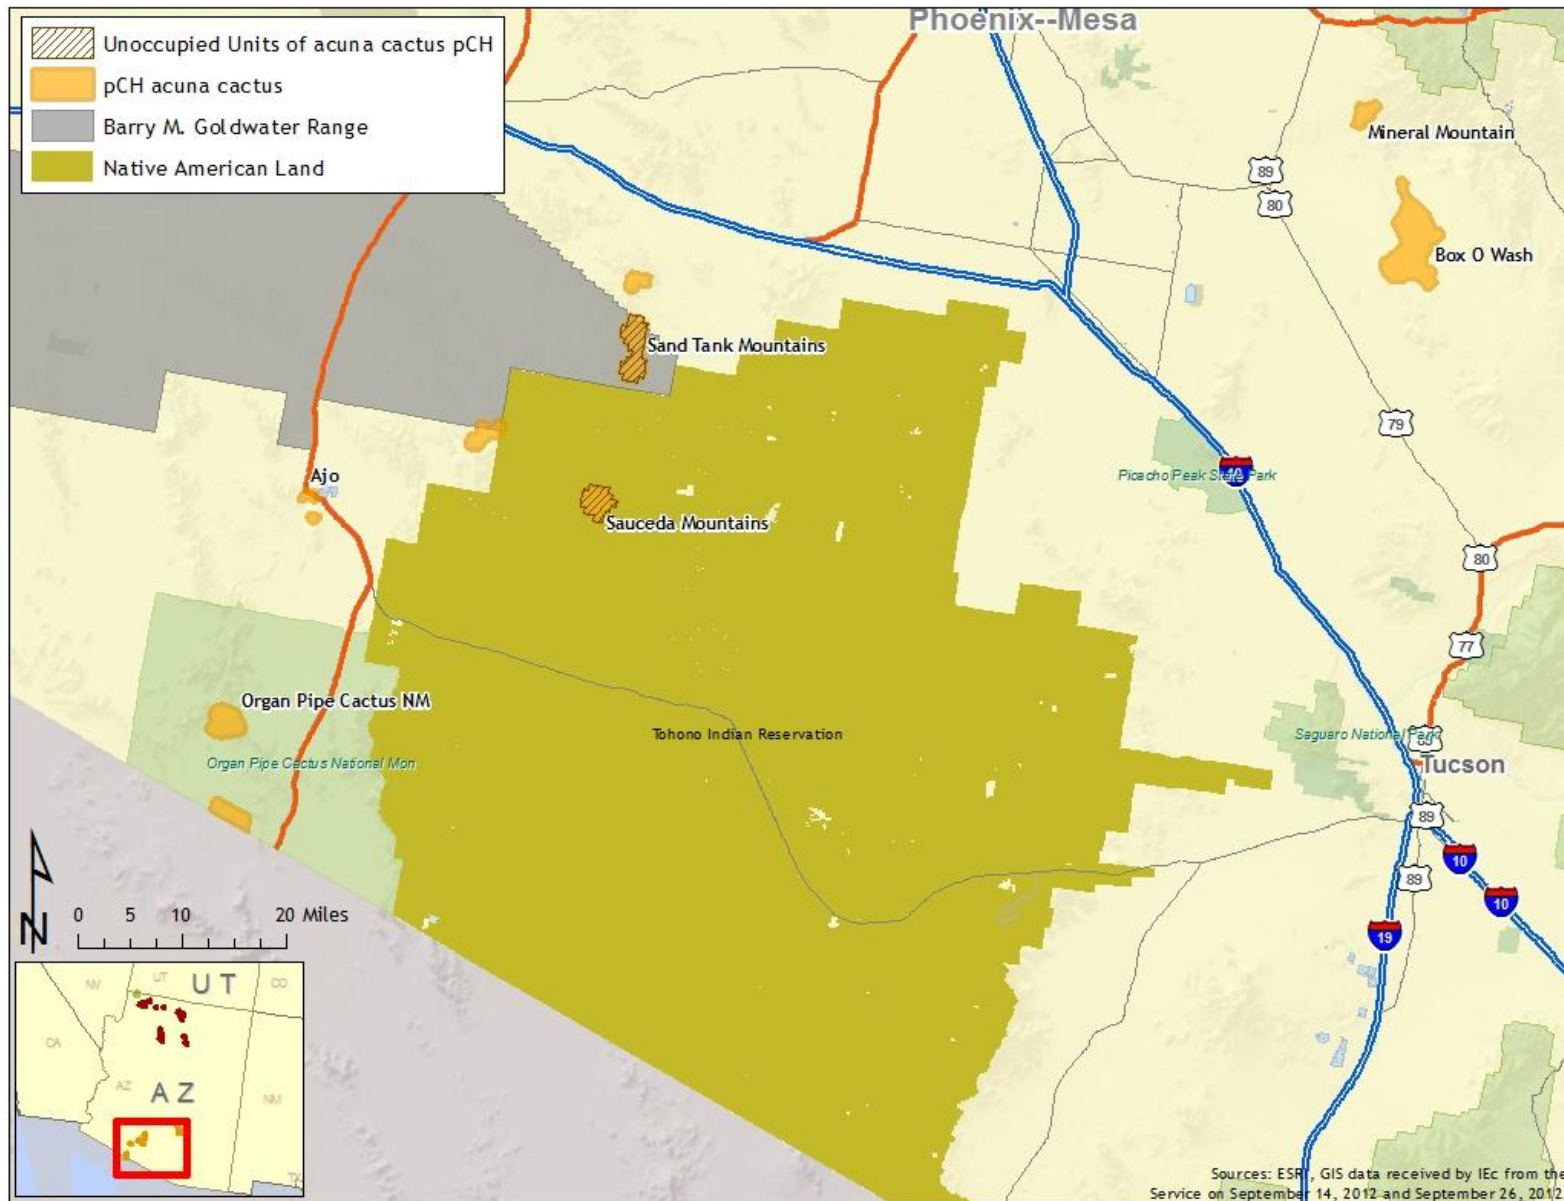 Unoccupied Units of acuna cactus pCH
pCH acuna cactus
Barry M. Goldwater Range
Native American Land
Phoenix--Mesa
Mineral Mountain
89
80
Box O Wash
Sand Tank Mountains
79
Ajo
Picacho Peak State Park
10
Sauceda Mountains
80
77
Organ Pipe Cactus NM
Tohono Indian Reservation
Saguaro National Park
Organ Pipe Cactus National Mon
Tucson
89
10
89
10
19
N
0 5 10 20 Miles
NV UT UT CO
CA
AZ AZ NM
Sources: ESRI, GIS data received by IEc from the
Service on September 14, 2012 and September 26, 2012